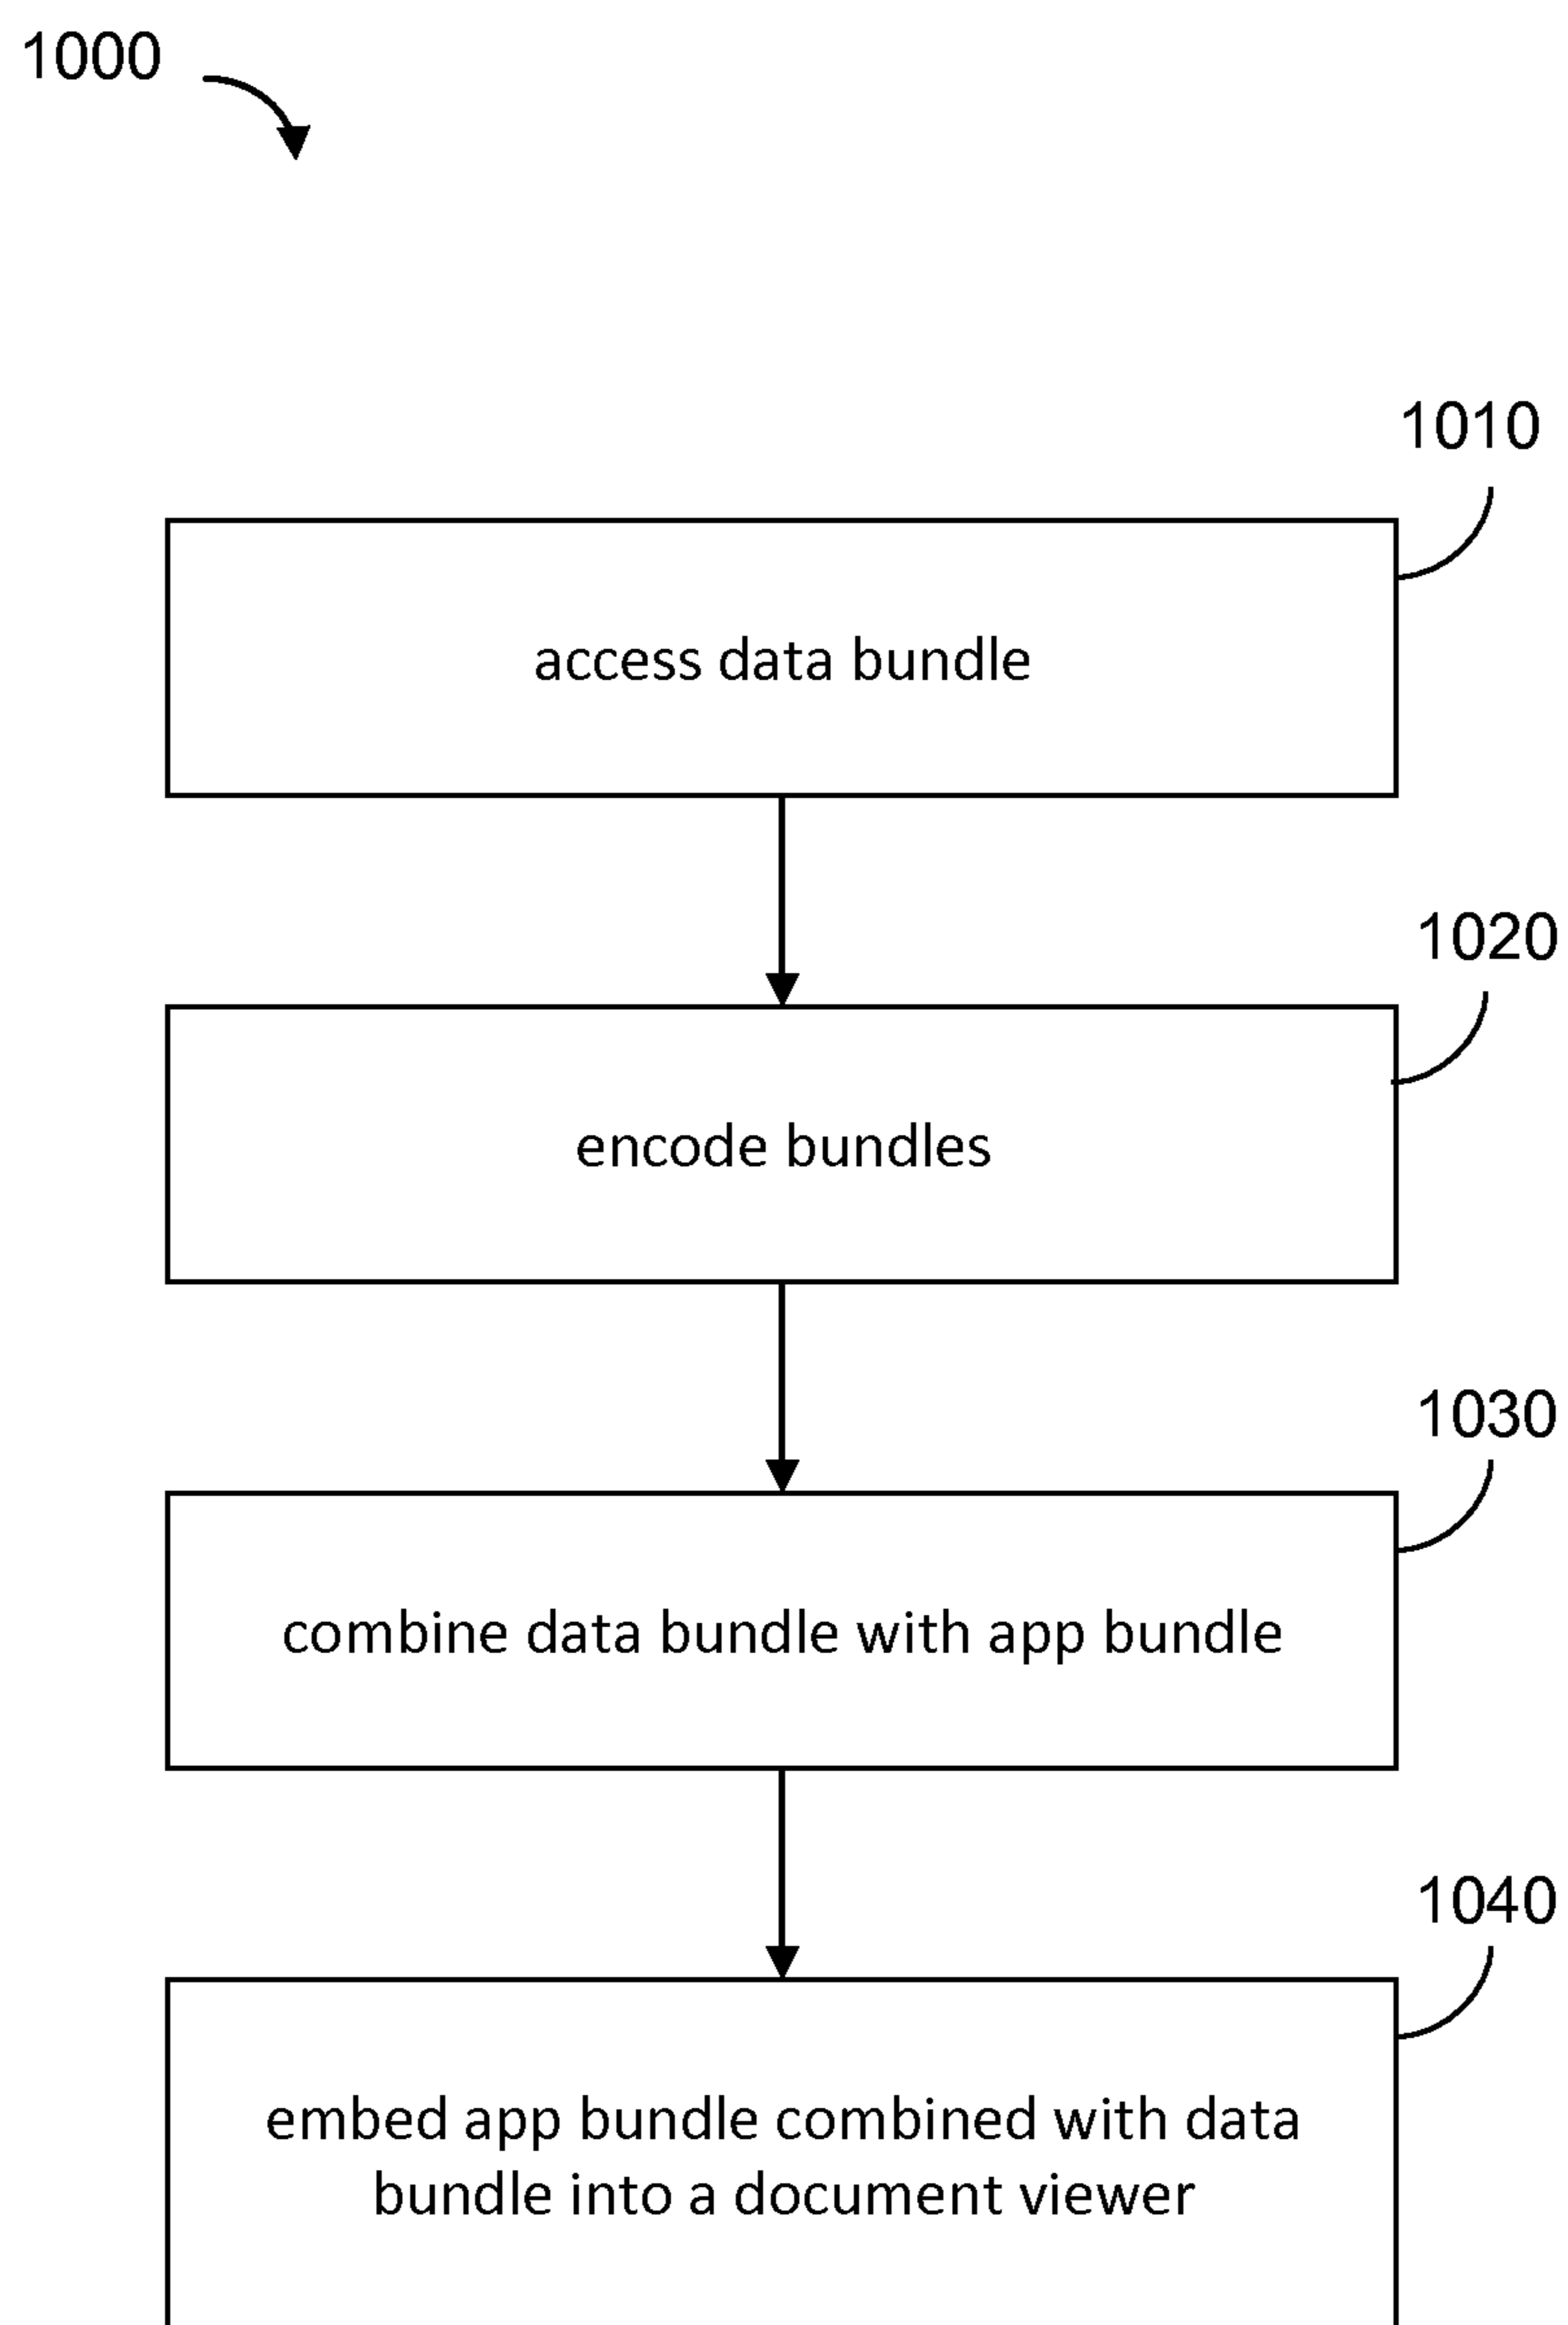 1000
1010
access data bundle
1020
encode bundles
1030
combine data bundle with app bundle
1040
embed app bundle combined with data
bundle into a document viewer